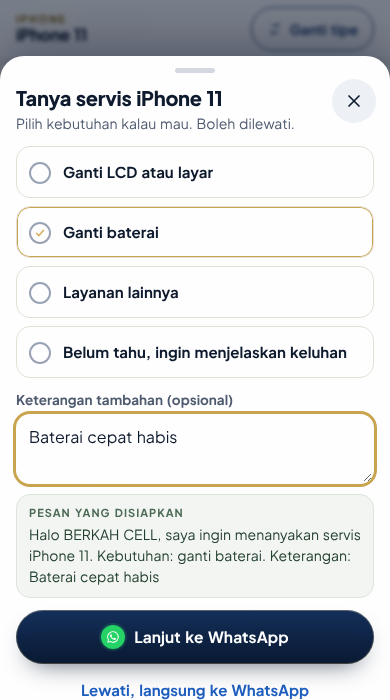 IPHONE
iPhone 11
Ganti tipe
Tanya servis iPhone 11
Pilih kebutuhan kalau mau. Boleh dilewati.
Ganti LCD atau layar
Ganti baterai
Layanan lainnya
Belum tahu, ingin menjelaskan keluhan
Keterangan tambahan (opsional)
Baterai cepat habis
PESAN YANG DISIAPKAN
Halo BERKAH CELL, saya ingin menanyakan servis
iPhone 11. Kebutuhan: ganti baterai. Keterangan:
Baterai cepat habis
Lanjut ke WhatsApp
Lewati, langsung ke WhatsApp